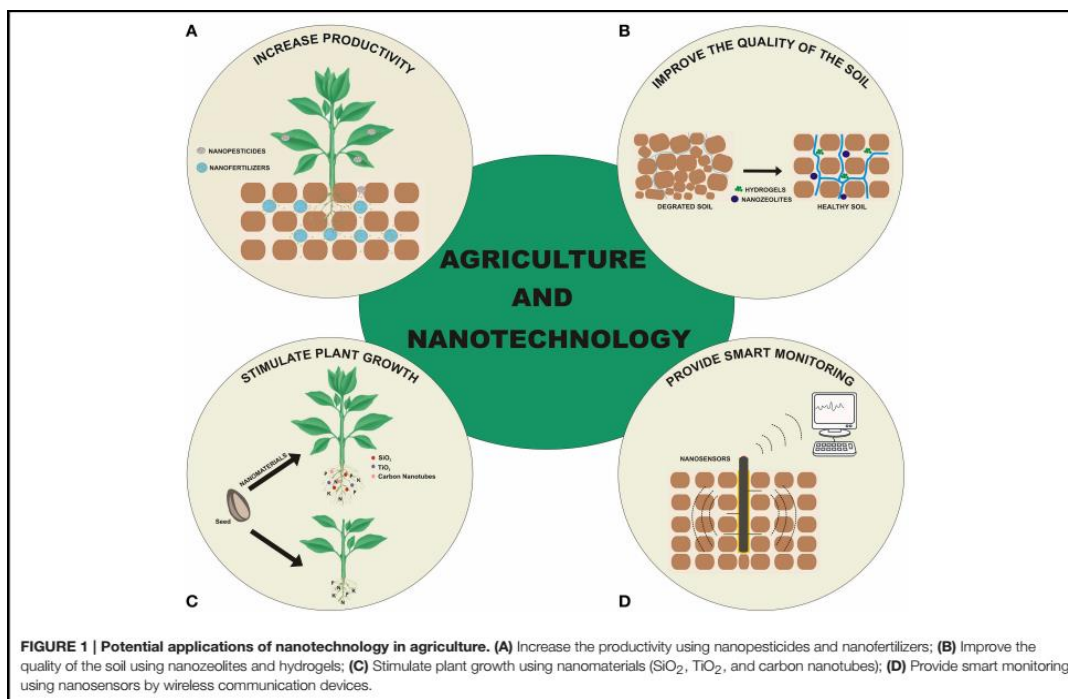 A
INCREASE PRODUCTIVITY
NANOPESTICIDES
NANOFERTILIZERS
B
IMPROVE THE QUALITY OF THE SOIL
HYDROGELS
NANOZEOLITES
DEGRATED SOIL
HEALTHY SOIL
AGRICULTURE
AND
NANOTECHNOLOGY
STIMULATE PLANT GROWTH
NANOMATERIALS
SiO₂
TiO₂
Carbon Nanotubes
Seed
C
PROVIDE SMART MONITORING
NANOSENSORS
D
FIGURE 1 | Potential applications of nanotechnology in agriculture. (A) Increase the productivity using nanopesticides and nanofertilizers; (B) Improve the
quality of the soil using nanozeolites and hydrogels; (C) Stimulate plant growth using nanomaterials (SiO₂, TiO₂, and carbon nanotubes); (D) Provide smart monitoring
using nanosensors by wireless communication devices.